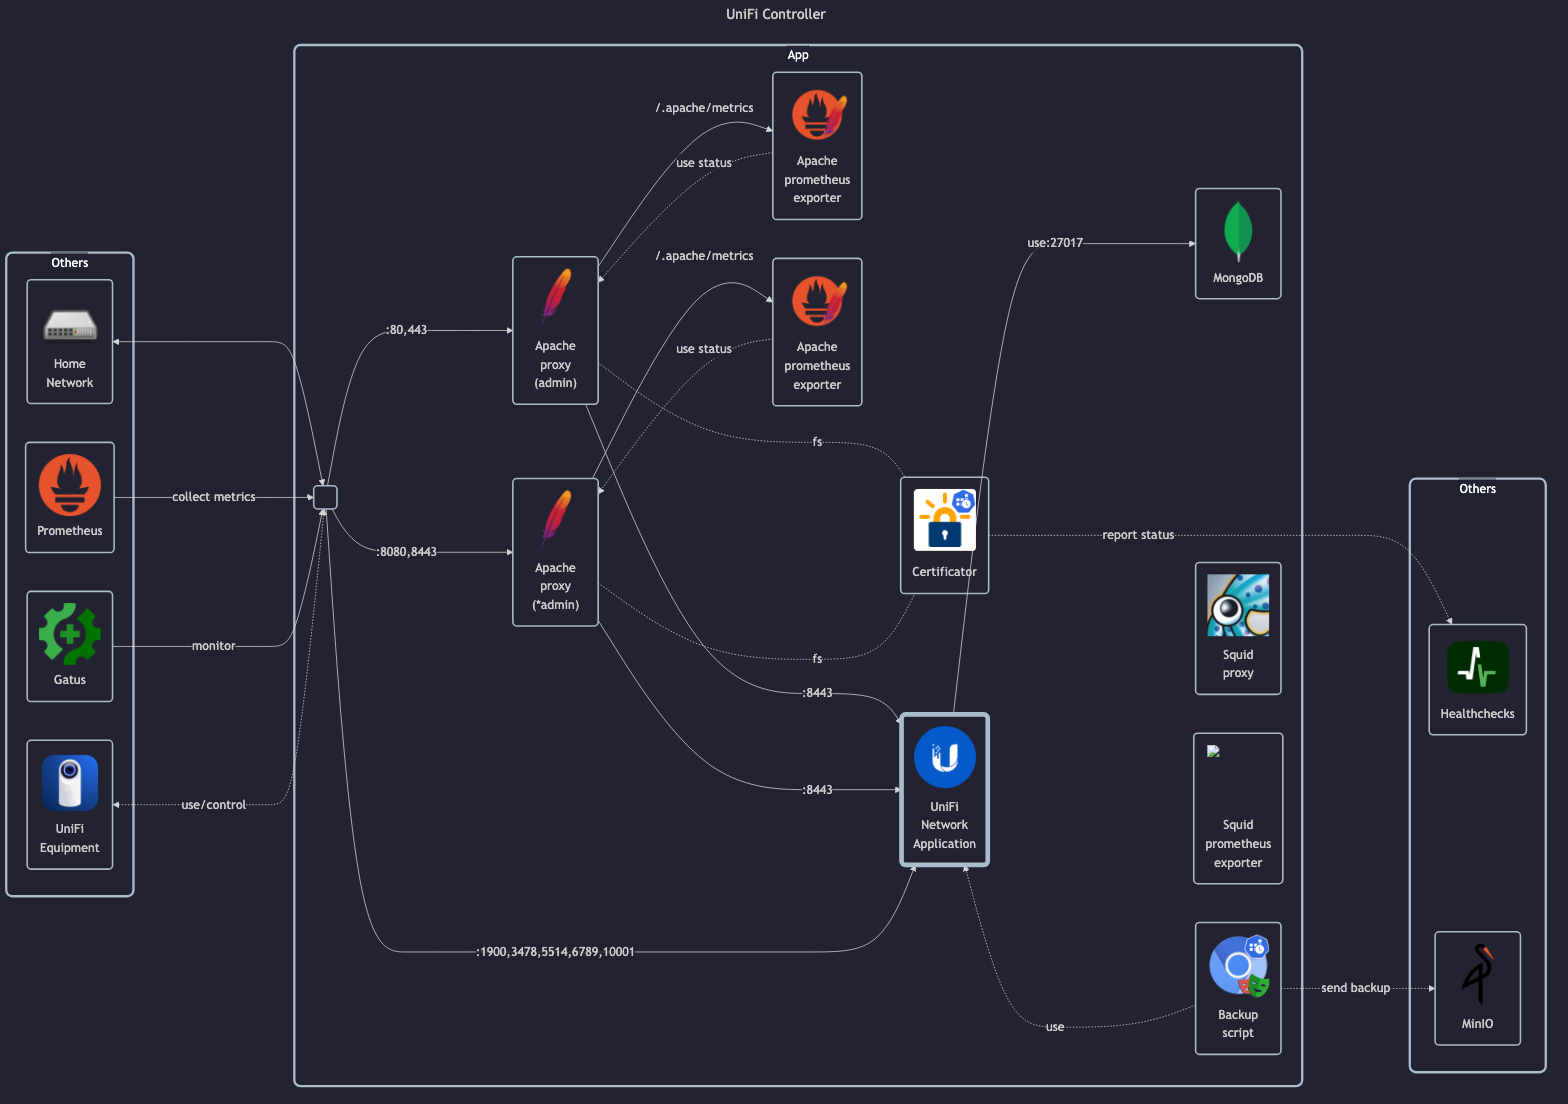 UniFi Controller
App
/.apache/metrics
Apache
prometheus
exporter
use status
use:27017
MongoDB
Others
Home
Network
/.apache/metrics
Apache
prometheus
exporter
use status
:80,443
Apache
proxy
(admin)
fs
Prometheus
collect metrics
:8080,8443
Apache
proxy
(*admin)
Certificator
report status
Others
Squid
proxy
Healthchecks
Gatus
monitor
fs
:8443
:8443
UniFi
Network
Application
Squid
prometheus
exporter
UniFi
Equipment
use/control
:1900,3478,5514,6789,10001
Backup
script
send backup
MinIO
use